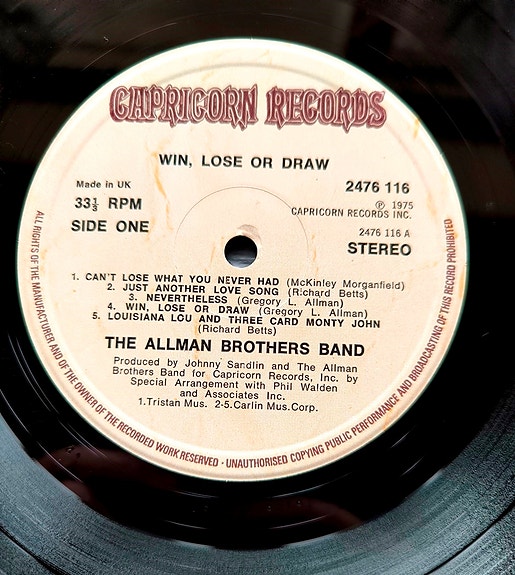 CAPRICORN RECORDS
WIN, LOSE OR DRAW
Made in UK
33⅓ RPM
SIDE ONE
2476 116
Ⓟ 1975
CAPRICORN RECORDS INC.
2476 116 A
STEREO
1. CAN'T LOSE WHAT YOU NEVER HAD (McKinley Morganfield)
2. JUST ANOTHER LOVE SONG (Richard Betts)
3. NEVERTHELESS (Gregory L. Allman)
4. WIN, LOSE OR DRAW (Gregory L. Allman)
5. LOUISIANA LOU AND THREE CARD MONTY JOHN
(Richard Betts)
THE ALLMAN BROTHERS BAND
Produced by Johnny Sandlin and The Allman
Brothers Band for Capricorn Records, Inc. by
Special Arrangement with Phil Walden
and Associates Inc.
1.Tristan Mus. 2-5.Carlin Mus.Corp.
ALL RIGHTS OF THE MANUFACTURER AND OF THE OWNER OF THE RECORDED WORK RESERVED · UNAUTHORISED COPYING PUBLIC PERFORMANCE AND BROADCASTING OF THIS RECORD PROHIBITED